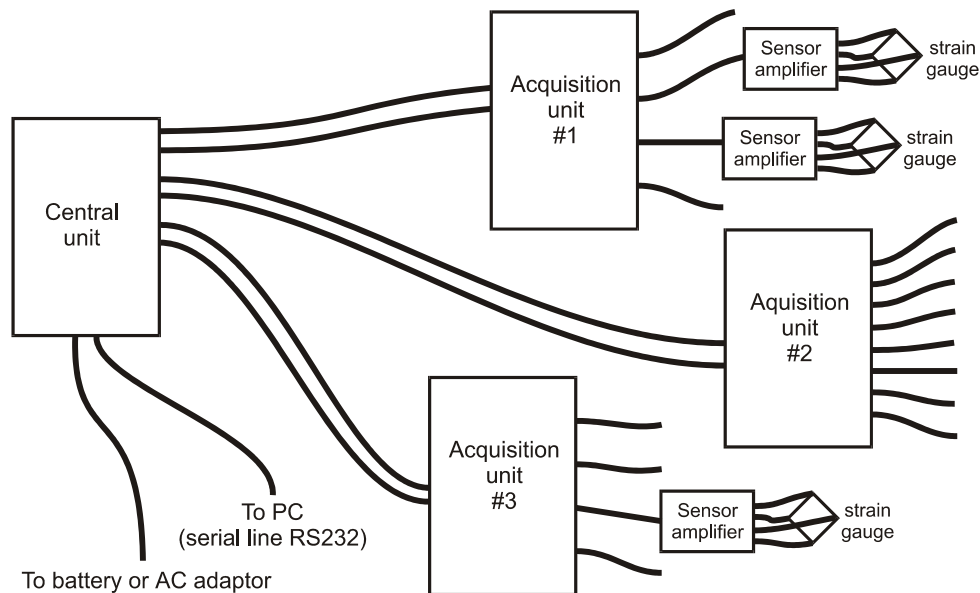 Sensor
amplifier
strain
gauge
Acquisition
unit
#1
Sensor
amplifier
strain
gauge
Central
unit
Aquisition
unit
#2
Acquisition
unit
#3
Sensor
amplifier
strain
gauge
To PC
(serial line RS232)
To battery or AC adaptor